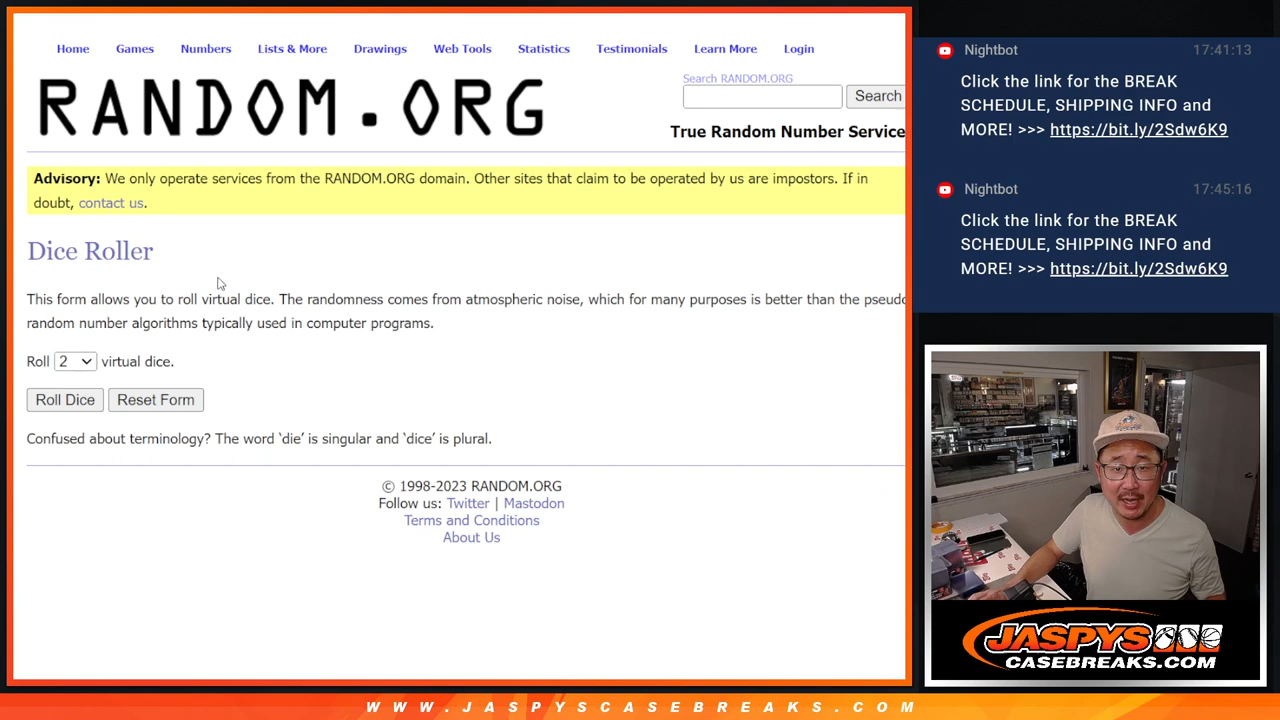 Home Games Numbers Lists & More Drawings Web Tools Statistics Testimonials Learn More Login
RANDOM.ORG
Search RANDOM.ORG
Search
True Random Number Service
Advisory: We only operate services from the RANDOM.ORG domain. Other sites that claim to be operated by us are impostors. If in
doubt, contact us.
Dice Roller
This form allows you to roll virtual dice. The randomness comes from atmospheric noise, which for many purposes is better than the pseudo
random number algorithms typically used in computer programs.
Roll 2 virtual dice.
Roll Dice Reset Form
Confused about terminology? The word ‘die’ is singular and ‘dice’ is plural.
© 1998-2023 RANDOM.ORG
Follow us: Twitter | Mastodon
Terms and Conditions
About Us
Nightbot 17:41:13
Click the link for the BREAK
SCHEDULE, SHIPPING INFO and
MORE! >>> https://bit.ly/2Sdw6K9
Nightbot 17:45:16
Click the link for the BREAK
SCHEDULE, SHIPPING INFO and
MORE! >>> https://bit.ly/2Sdw6K9
JASPYS
CASEBREAKS.COM
WWW.JASPYSCASEBREAKS.COM